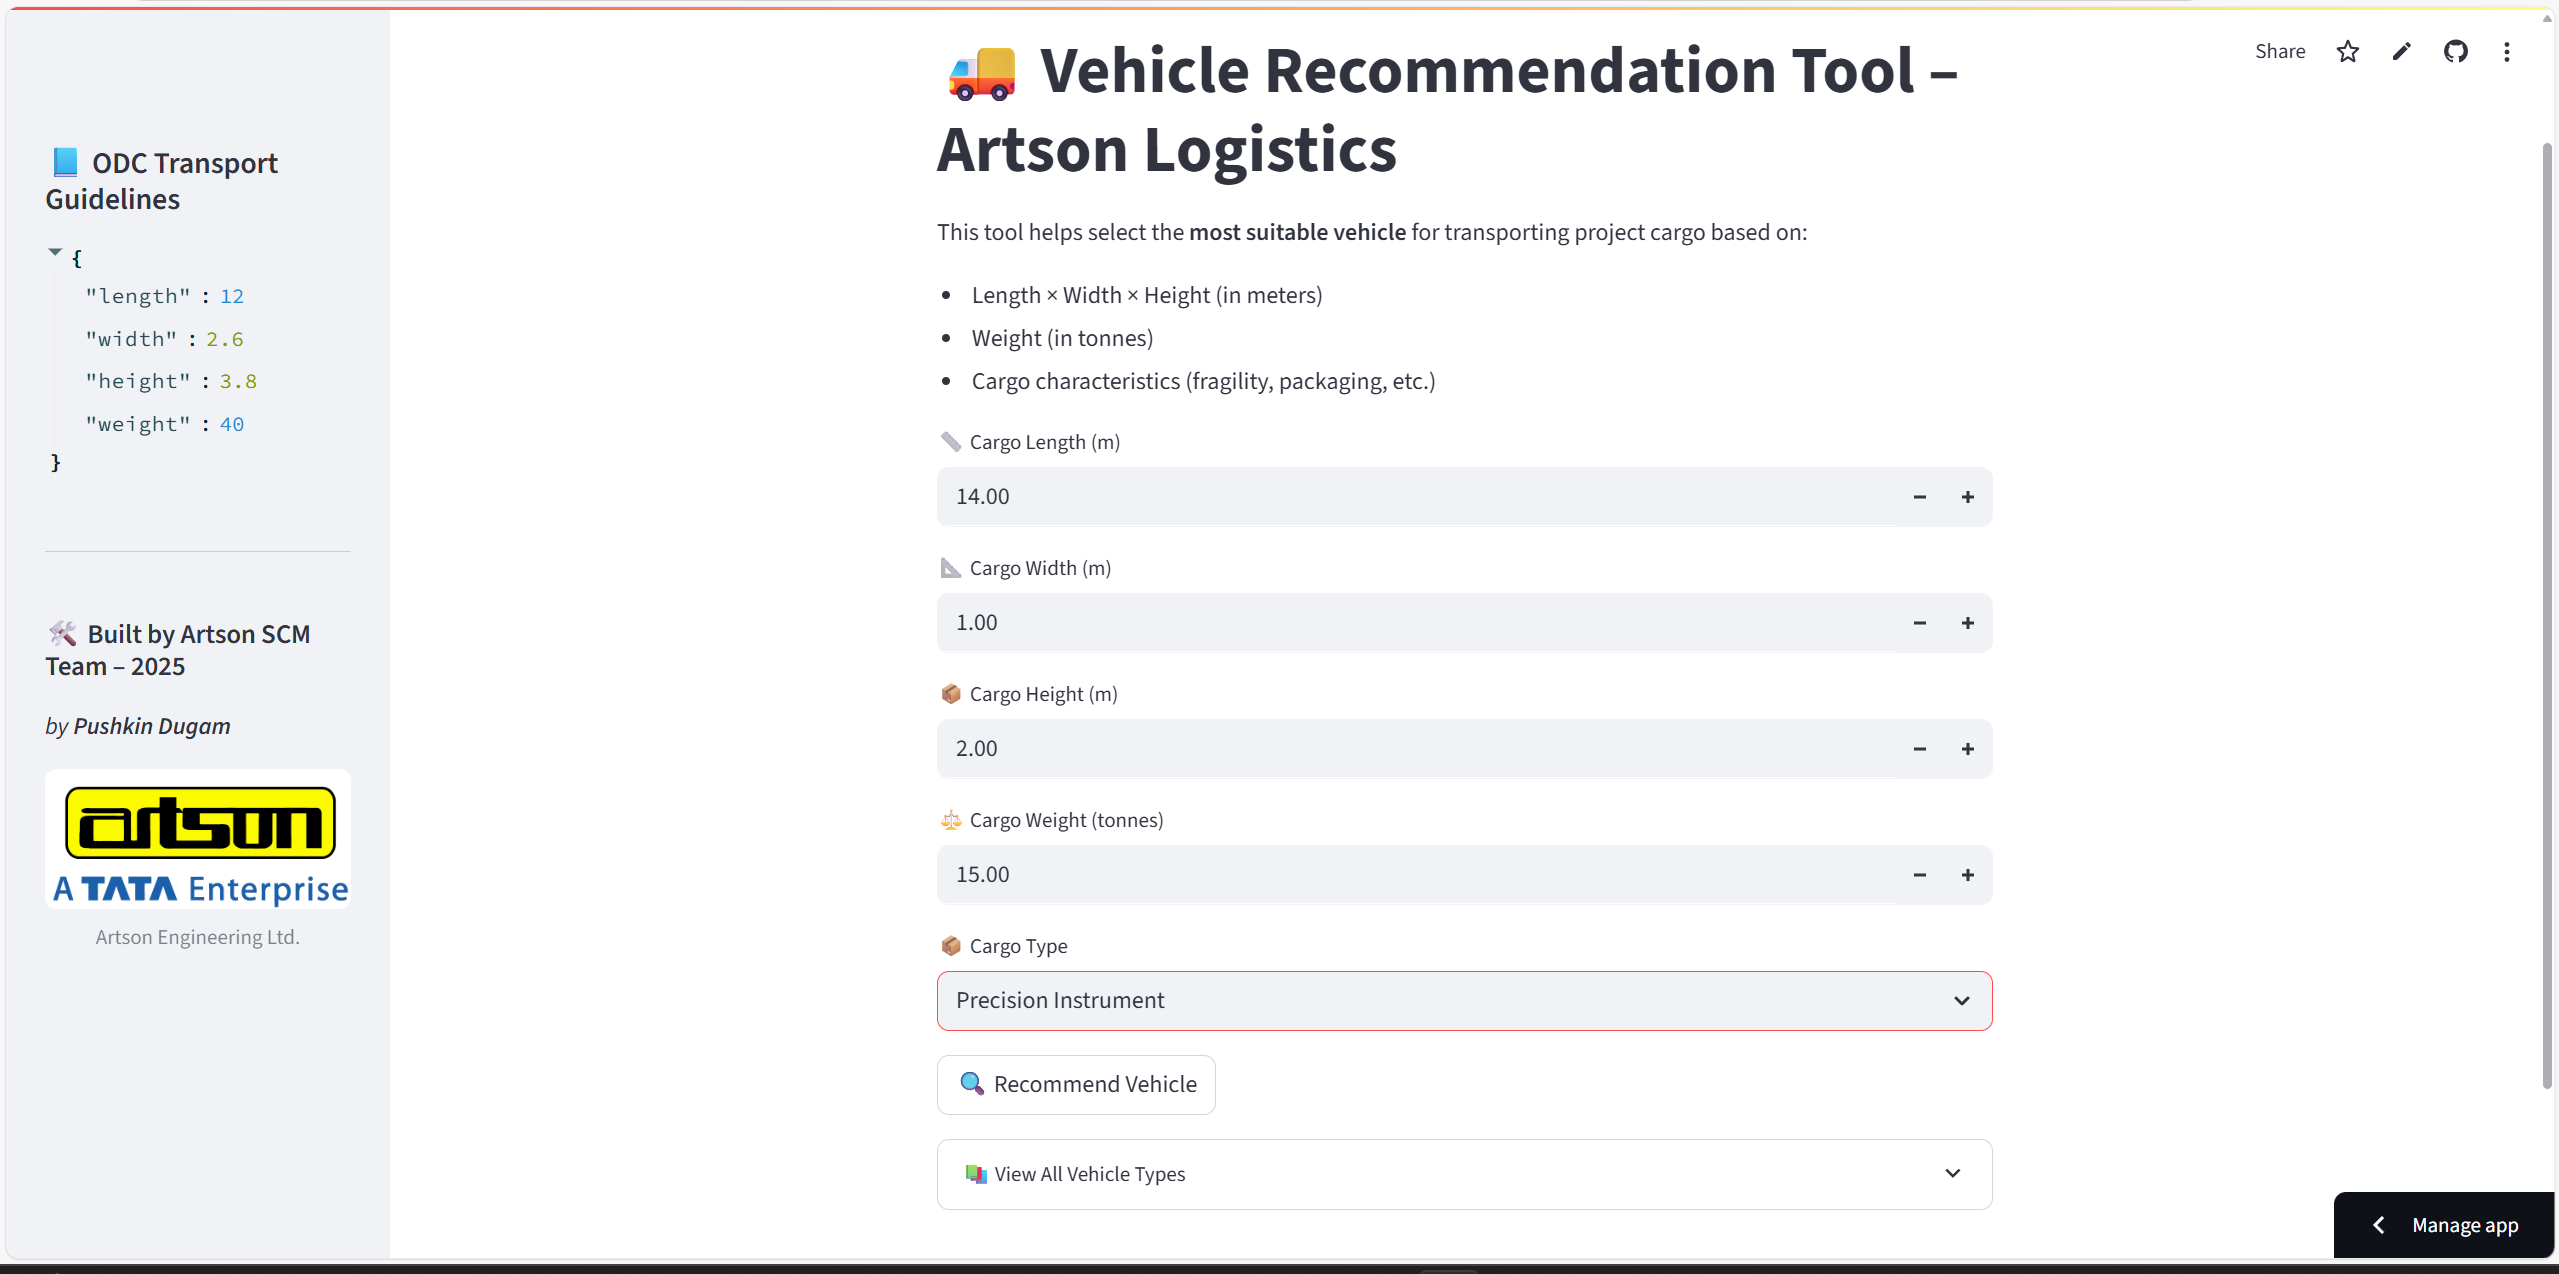 Share
🚚 Vehicle Recommendation Tool –
Artson Logistics
This tool helps select the most suitable vehicle for transporting project cargo based on:
• Length × Width × Height (in meters)
• Weight (in tonnes)
• Cargo characteristics (fragility, packaging, etc.)
Cargo Length (m)
14.00
Cargo Width (m)
1.00
Cargo Height (m)
2.00
Cargo Weight (tonnes)
15.00
Cargo Type
Precision Instrument
Recommend Vehicle
View All Vehicle Types
Manage app
ODC Transport
Guidelines
{
"length" : 12
"width" : 2.6
"height" : 3.8
"weight" : 40
}
Built by Artson SCM
Team – 2025
by Pushkin Dugam
artson
A TATA Enterprise
Artson Engineering Ltd.